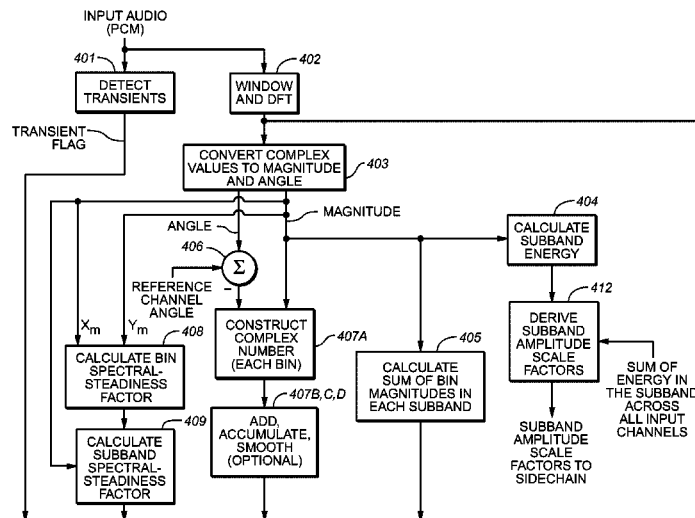 INPUT AUDIO
(PCM)
401
402
DETECT
TRANSIENTS
WINDOW
AND DFT
TRANSIENT
FLAG
CONVERT COMPLEX
VALUES TO MAGNITUDE
AND ANGLE
403
MAGNITUDE
ANGLE
404
CALCULATE
SUBBAND
ENERGY
406
Σ
−
REFERENCE
CHANNEL
ANGLE
412
Xm
Ym
408
CONSTRUCT
COMPLEX
NUMBER
(EACH BIN)
407A
405
DERIVE
SUBBAND
AMPLITUDE
SCALE
FACTORS
CALCULATE BIN
SPECTRAL-
STEADINESS
FACTOR
CALCULATE
SUM OF BIN
MAGNITUDES IN
EACH SUBBAND
SUM OF
ENERGY IN
THE SUBBAND
ACROSS
ALL INPUT
CHANNELS
409
407B,C,D
CALCULATE
SUBBAND
SPECTRAL-
STEADINESS
FACTOR
ADD,
ACCUMULATE,
SMOOTH
(OPTIONAL)
SUBBAND
AMPLITUDE
SCALE
FACTORS TO
SIDECHAIN